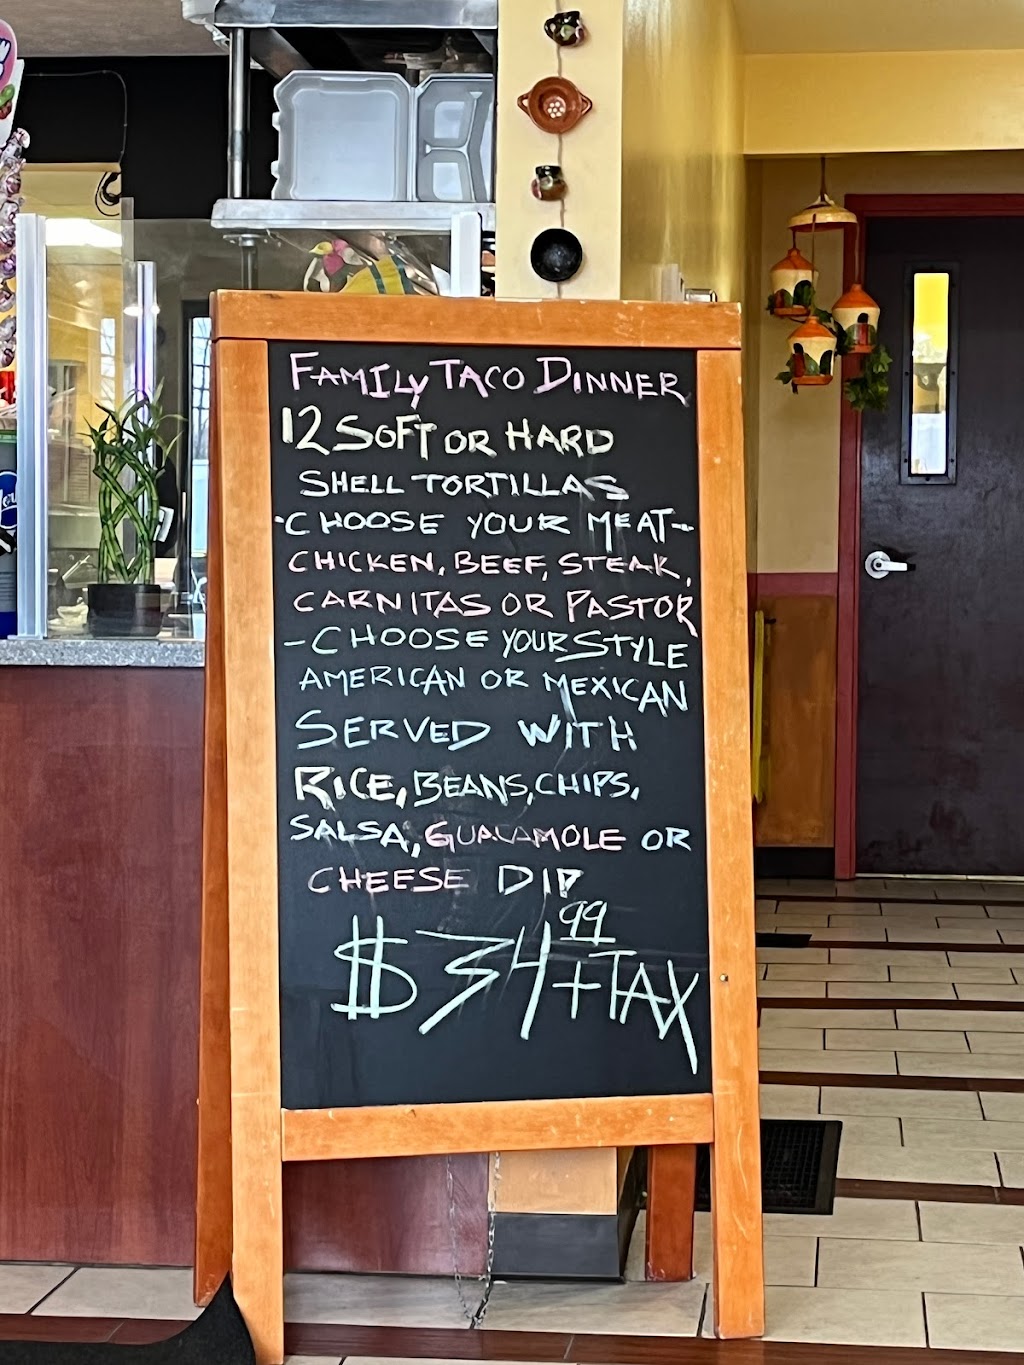 FAMILY TACO DINNER
12 SOFT OR HARD
SHELL TORTILLAS
-CHOOSE YOUR MEAT-
CHICKEN, BEEF, STEAK,
CARNITAS OR PASTOR
-CHOOSE YOUR STYLE
AMERICAN OR MEXICAN
SERVED WITH
RICE, BEANS, CHIPS,
SALSA, GUACAMOLE OR
CHEESE DIP
$34 99 +TAX